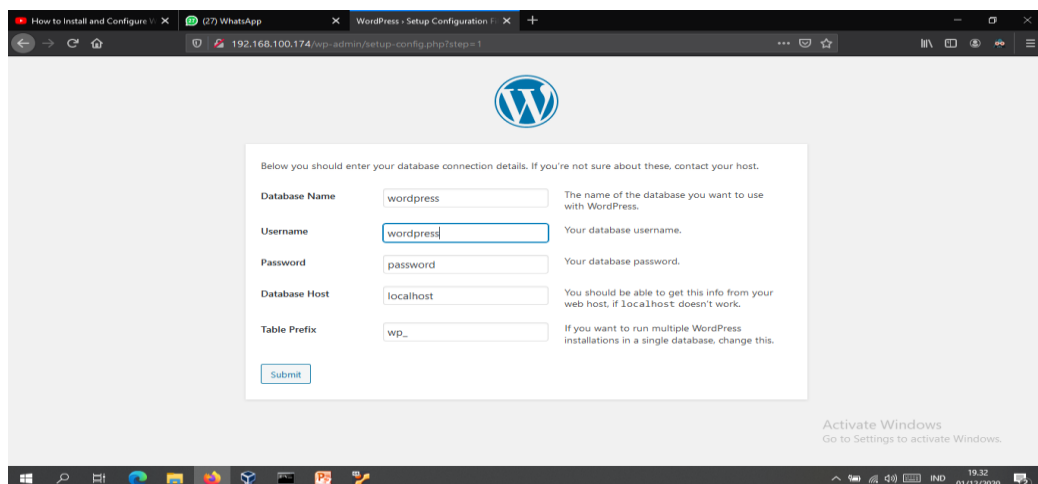 How to Install and Configure W
(27) WhatsApp
WordPress › Setup Configuration Fi
192.168.100.174/wp-admin/setup-config.php?step=1
Below you should enter your database connection details. If you're not sure about these, contact your host.
Database Name
wordpress
The name of the database you want to use
with WordPress.
Username
wordpress
Your database username.
Password
password
Your database password.
Database Host
localhost
You should be able to get this info from your
web host, if localhost doesn't work.
Table Prefix
wp_
If you want to run multiple WordPress
installations in a single database, change this.
Submit
Activate Windows
Go to Settings to activate Windows.
IND
19.32
01/12/2020